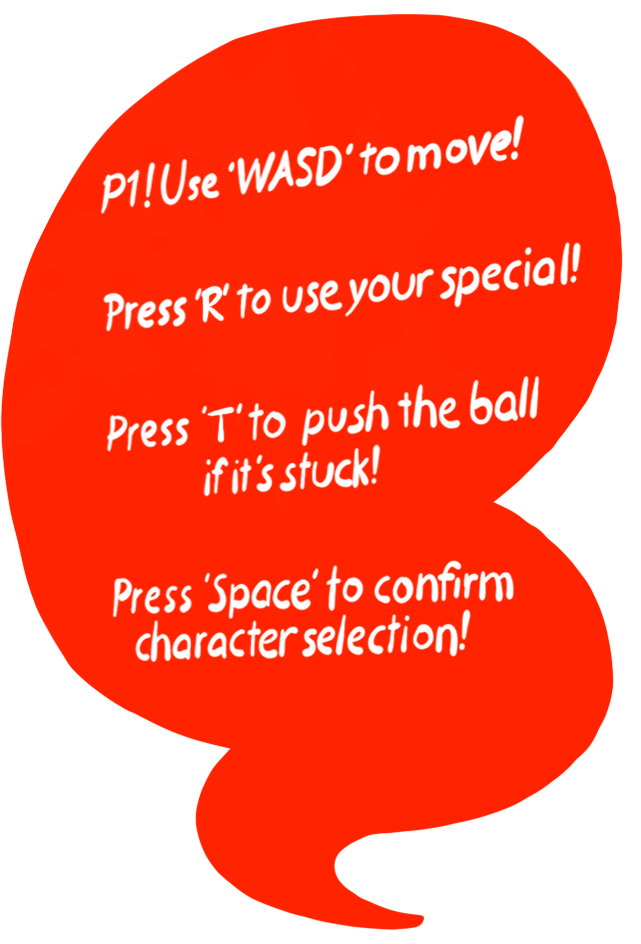 P1! Use 'WASD' to move!
Press 'R' to use your special!
Press 'T' to push the ball
if it's stuck!
Press 'Space' to confirm
character selection!